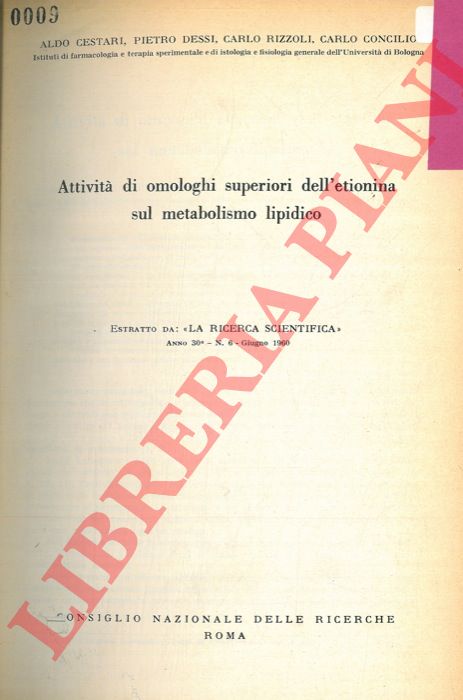 0009
ALDO CESTARI, PIETRO DESSI, CARLO RIZZOLI, CARLO CONCILIO
Istituti di farmacologia e terapia sperimentale e di istologia e fisiologia generale dell'Università di Bologna
Attività di omologhi superiori dell'etionina
sul metabolismo lipidico
ESTRATTO DA: «LA RICERCA SCIENTIFICA»
ANNO 30º - N. 6 - Giugno 1960
CONSIGLIO NAZIONALE DELLE RICERCHE
ROMA
LIBRERIA PIANI